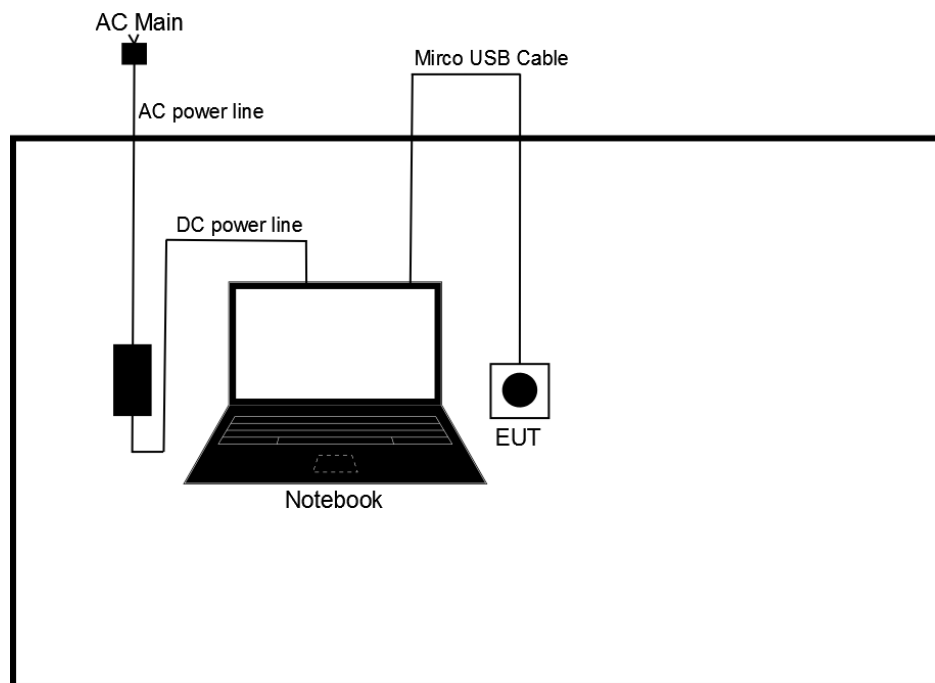 AC Main
Mirco USB Cable
AC power line
DC power line
EUT
Notebook